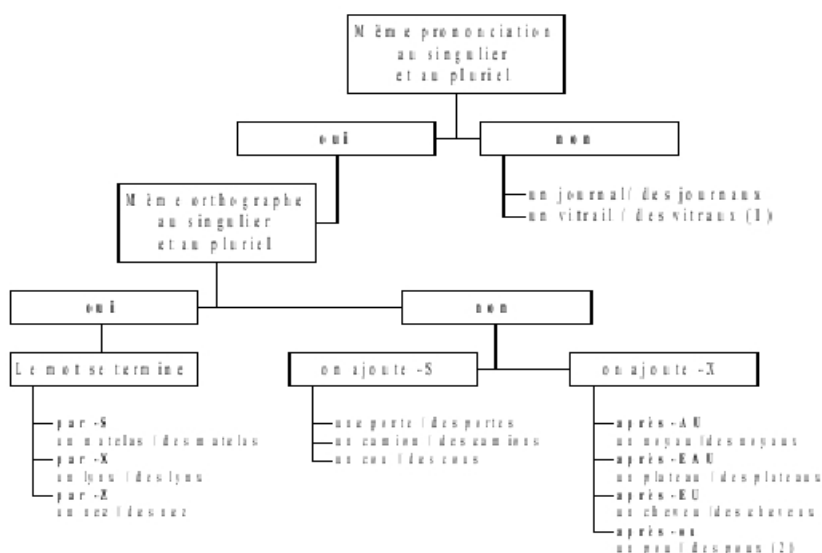 Même prononciation
au singulier
et au pluriel
oui
non
un journal / des journaux
un vitrail / des vitraux (1)
Même orthographe
au singulier
et au pluriel
oui
non
Le mot se termine
on ajoute -S
on ajoute -X
par -S
un matelas / des matelas
par -X
un lynx / des lynx
par -Z
un nez / des nez
une porte / des portes
un camion / des camions
un / des
après -AU
un noyau / des noyaux
après -EAU
un plateau / des plateaux
après -EU
un cheveu / des cheveux
après -ou
un pou / des poux (2)